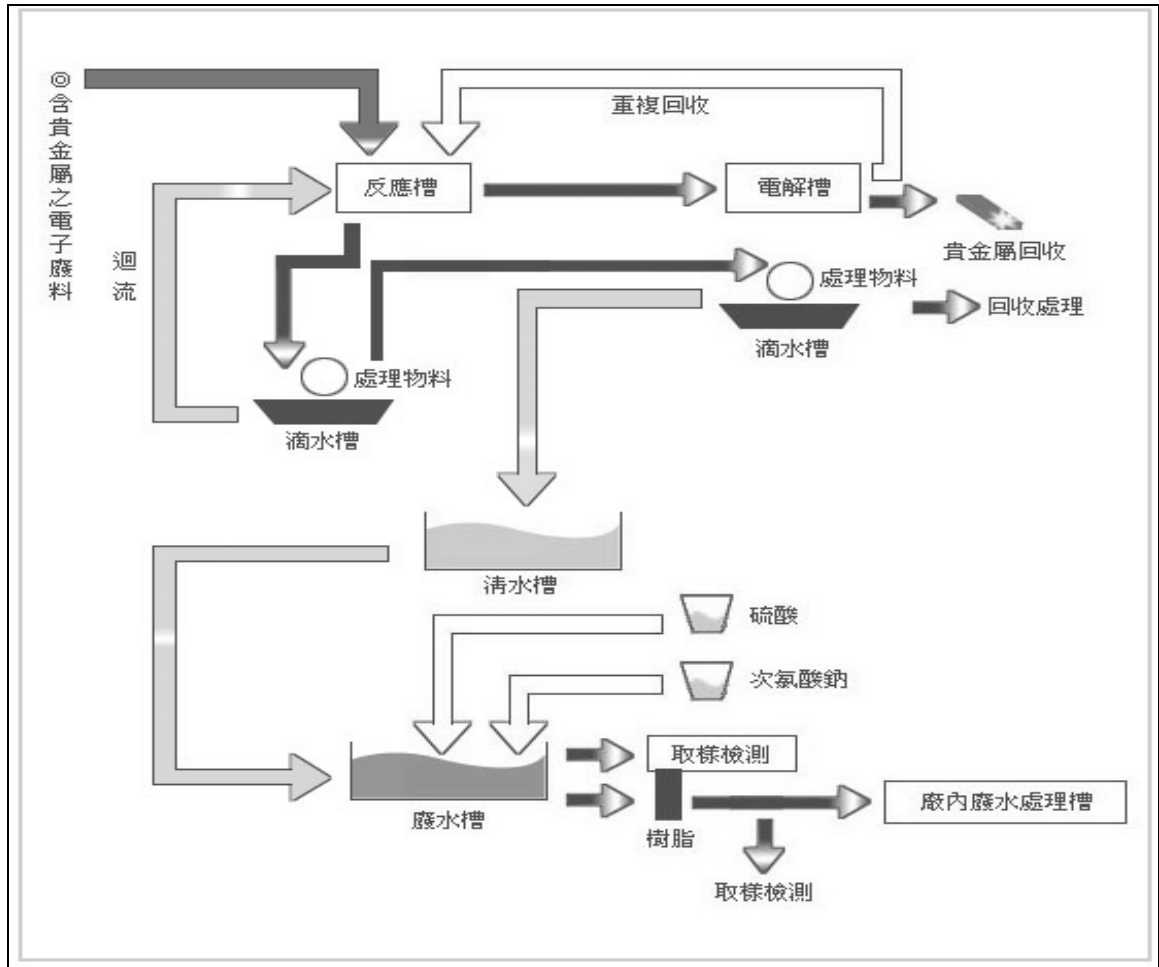 ◎含貴金屬之電子廢料
重複回收
反應槽
電解槽
貴金屬回收
迴流
處理物料
回收處理
滴水槽
處理物料
滴水槽
清水槽
硫酸
次氯酸鈉
取樣檢測
廢水槽
樹脂
廠內廢水處理槽
取樣檢測